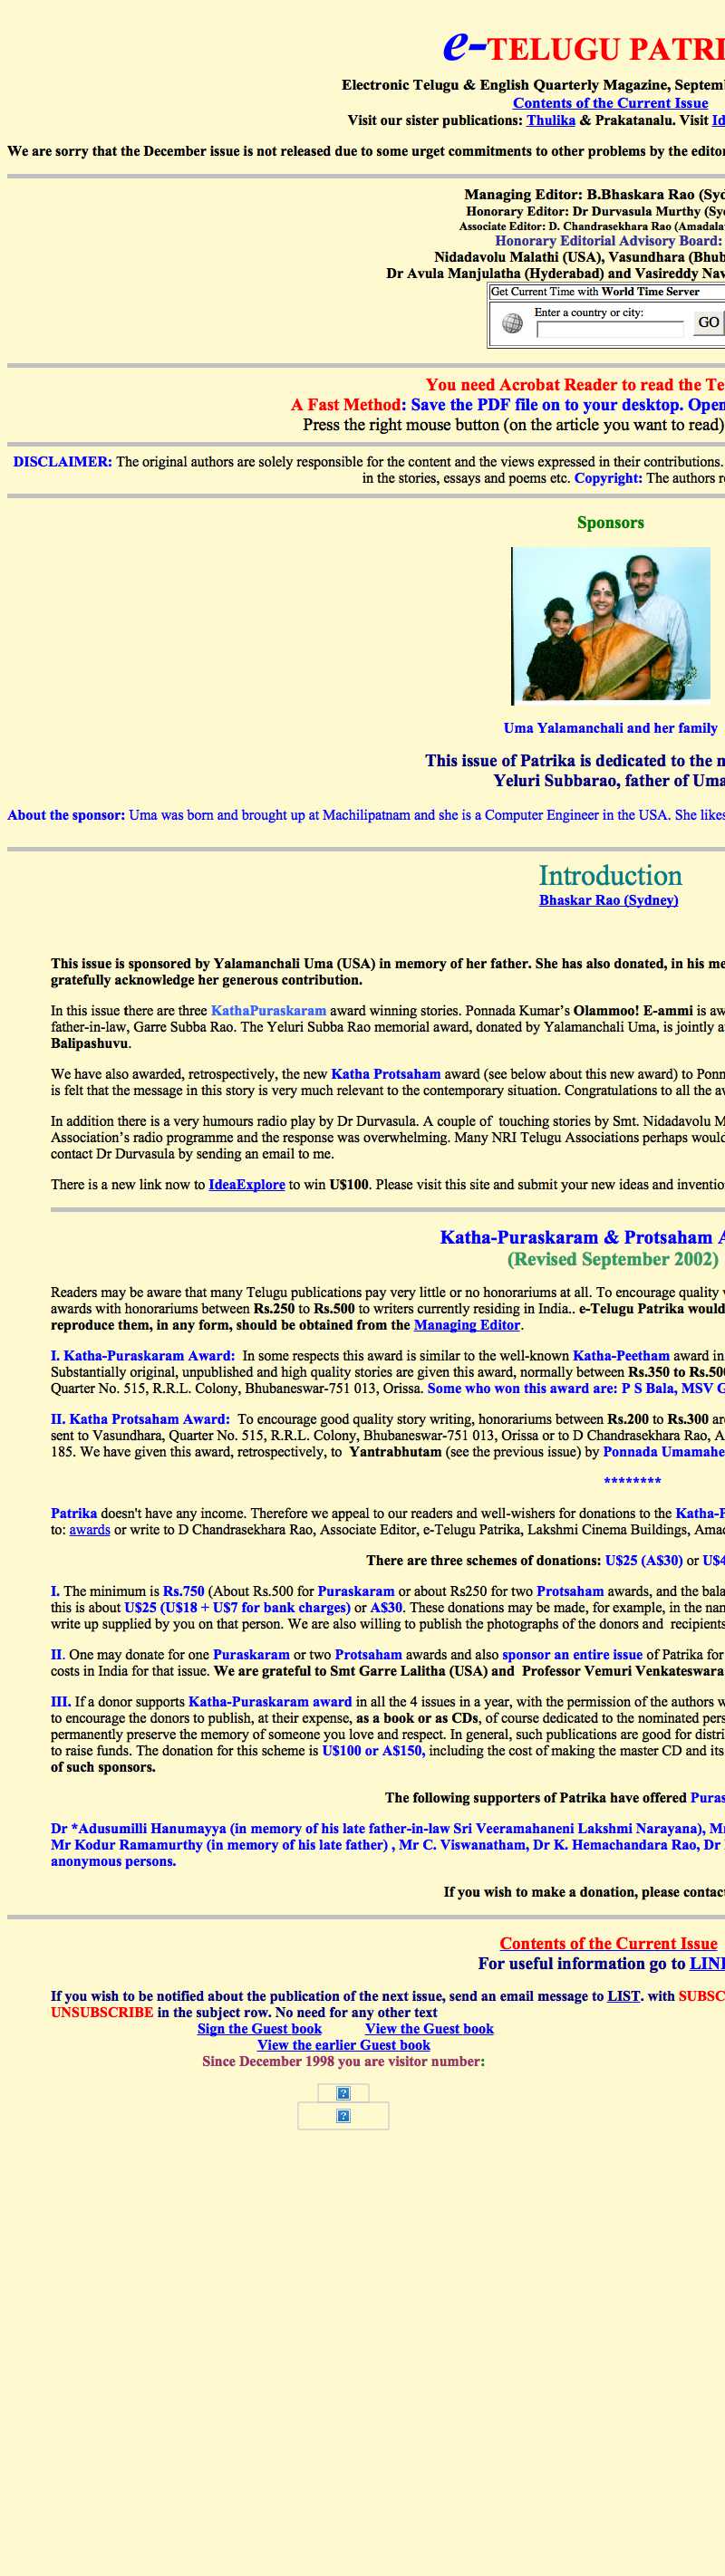 e-TELUGU PATRI
Electronic Telugu & English Quarterly Magazine, Septemb
Contents of the Current Issue
Visit our sister publications: Thulika & Prakatanalu. Visit Id
We are sorry that the December issue is not released due to some urget commitments to other problems by the editor
Managing Editor: B.Bhaskara Rao (Syd
Honorary Editor: Dr Durvasula Murthy (Syd
Associate Editor: D. Chandrasekhara Rao (Amadala
Honorary Editorial Advisory Board:
Nidadavolu Malathi (USA), Vasundhara (Bhub
Dr Avula Manjulatha (Hyderabad) and Vasireddy Nav
Get Current Time with World Time Server
Enter a country or city:
GO
You need Acrobat Reader to read the Te
A Fast Method: Save the PDF file on to your desktop. Open
Press the right mouse button (on the article you want to read)
DISCLAIMER: The original authors are solely responsible for the content and the views expressed in their contributions.
in the stories, essays and poems etc. Copyright: The authors r
Sponsors
Uma Yalamanchali and her family
This issue of Patrika is dedicated to the m
Yeluri Subbarao, father of Uma
About the sponsor: Uma was born and brought up at Machilipatnam and she is a Computer Engineer in the USA. She likes
Introduction
Bhaskar Rao (Sydney)
This issue is sponsored by Yalamanchali Uma (USA) in memory of her father. She has also donated, in his me
gratefully acknowledge her generous contribution.
In this issue there are three KathaPuraskaram award winning stories. Ponnada Kumar's Olammoo! E-ammi is aw
father-in-law, Garre Subba Rao. The Yeluri Subba Rao memorial award, donated by Yalamanchali Uma, is jointly a
Balipashuvu.
We have also awarded, retrospectively, the new Katha Protsaham award (see below about this new award) to Ponn
is felt that the message in this story is very much relevant to the contemporary situation. Congratulations to all the aw
In addition there is a very humours radio play by Dr Durvasula. A couple of touching stories by Smt. Nidadavolu M
Association's radio programme and the response was overwhelming. Many NRI Telugu Associations perhaps would
contact Dr Durvasula by sending an email to me.
There is a new link now to IdeaExplore to win U$100. Please visit this site and submit your new ideas and inventio
Katha-Puraskaram & Protsaham A
(Revised September 2002)
Readers may be aware that many Telugu publications pay very little or no honorariums at all. To encourage quality w
awards with honorariums between Rs.250 to Rs.500 to writers currently residing in India.. e-Telugu Patrika would
reproduce them, in any form, should be obtained from the Managing Editor.
I. Katha-Puraskaram Award: In some respects this award is similar to the well-known Katha-Peetham award in
Substantially original, unpublished and high quality stories are given this award, normally between Rs.350 to Rs.500
Quarter No. 515, R.R.L. Colony, Bhubaneswar-751 013, Orissa. Some who won this award are: P S Bala, MSV G
II. Katha Protsaham Award: To encourage good quality story writing, honorariums between Rs.200 to Rs.300 are
sent to Vasundhara, Quarter No. 515, R.R.L. Colony, Bhubaneswar-751 013, Orissa or to D Chandrasekhara Rao, A
185. We have given this award, retrospectively, to Yantrabhutam (see the previous issue) by Ponnada Umamahe
********
Patrika doesn't have any income. Therefore we appeal to our readers and well-wishers for donations to the Katha-P
to: awards or write to D Chandrasekhara Rao, Associate Editor, e-Telugu Patrika, Lakshmi Cinema Buildings, Amad
There are three schemes of donations: U$25 (A$30) or U$4
I. The minimum is Rs.750 (About Rs.500 for Puraskaram or about Rs250 for two Protsaham awards, and the bala
this is about U$25 (U$18 + U$7 for bank charges) or A$30. These donations may be made, for example, in the nam
write up supplied by you on that person. We are also willing to publish the photographs of the donors and recipients
II. One may donate for one Puraskaram or two Protsaham awards and also sponsor an entire issue of Patrika for
costs in India for that issue. We are grateful to Smt Garre Lalitha (USA) and Professor Vemuri Venkateswara
III. If a donor supports Katha-Puraskaram award in all the 4 issues in a year, with the permission of the authors w
to encourage the donors to publish, at their expense, as a book or as CDs, of course dedicated to the nominated pers
permanently preserve the memory of someone you love and respect. In general, such publications are good for distri
to raise funds. The donation for this scheme is U$100 or A$150, including the cost of making the master CD and its
of such sponsors.
The following supporters of Patrika have offered Puras
Dr *Adusumilli Hanumayya (in memory of his late father-in-law Sri Veeramahaneni Lakshmi Narayana), Mr
Mr Kodur Ramamurthy (in memory of his late father) , Mr C. Viswanatham, Dr K. Hemachandara Rao, Dr
anonymous persons.
If you wish to make a donation, please contac
Contents of the Current Issue
For useful information go to LINK
If you wish to be notified about the publication of the next issue, send an email message to LIST. with SUBSC
UNSUBSCRIBE in the subject row. No need for any other text
Sign the Guest book View the Guest book
View the earlier Guest book
Since December 1998 you are visitor number: